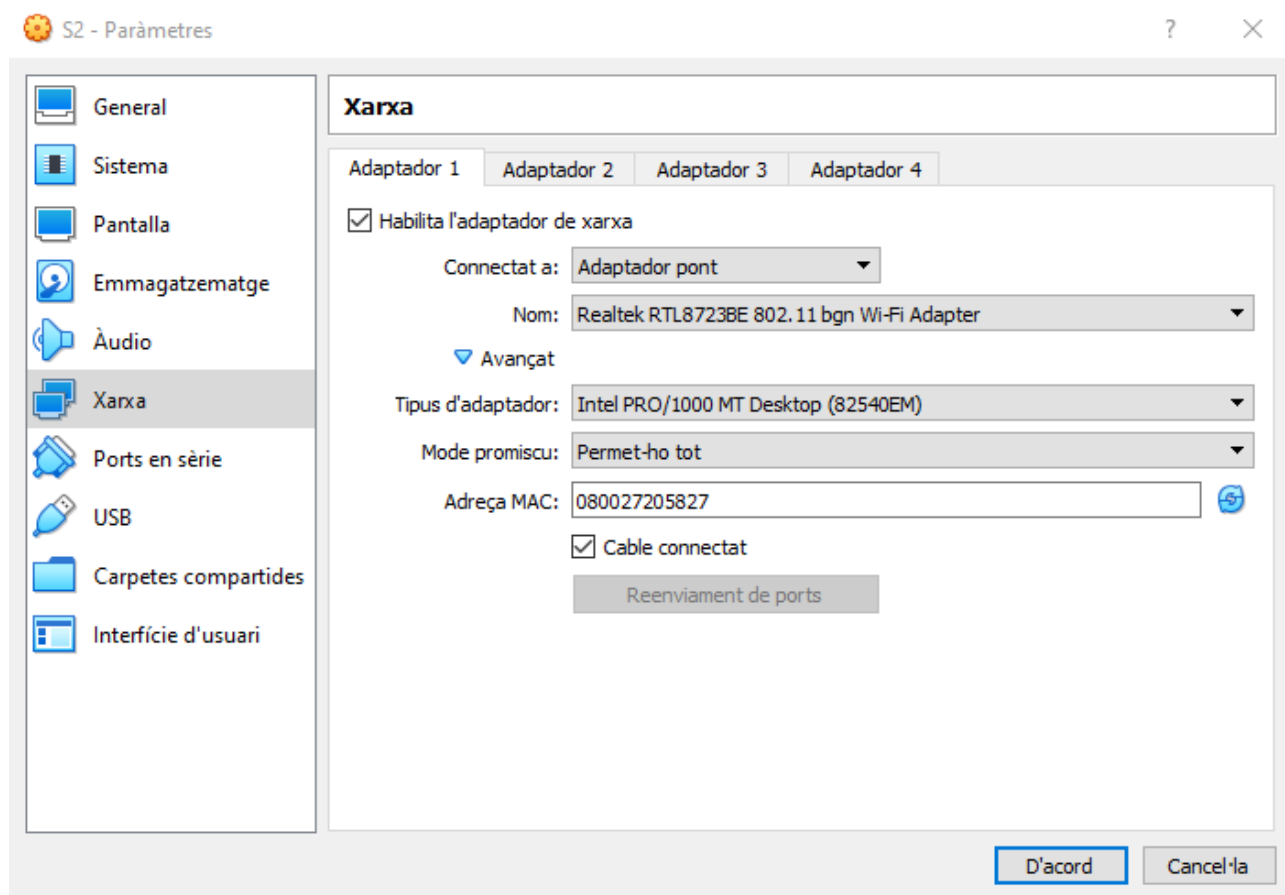 S2 - Paràmetres
?
General
Sistema
Pantalla
Emmagatzematge
Àudio
Xarxa
Ports en sèrie
USB
Carpetes compartides
Interfície d'usuari
Xarxa
Adaptador 1 Adaptador 2 Adaptador 3 Adaptador 4
Habilita l'adaptador de xarxa
Connectat a: Adaptador pont
Nom: Realtek RTL8723BE 802.11 bgn Wi-Fi Adapter
Avançat
Tipus d'adaptador: Intel PRO/1000 MT Desktop (82540EM)
Mode promiscu: Permet-ho tot
Adreça MAC: 080027205827
Cable connectat
Reenviament de ports
D'acord Cancel·la